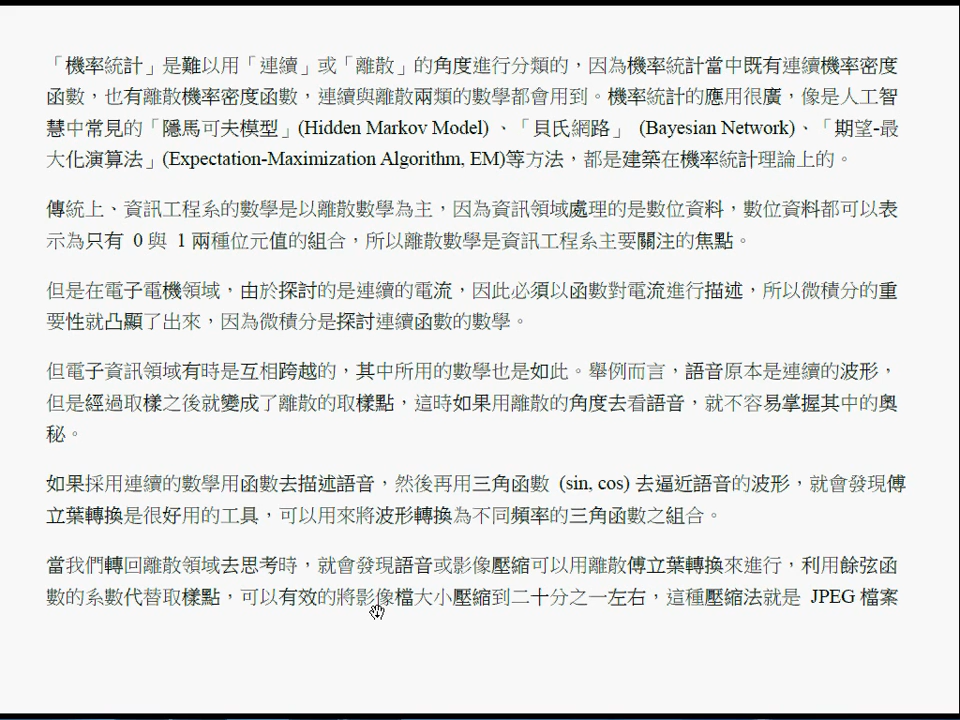 「機率統計」是難以用「連續」或「離散」的角度進行分類的，因為機率統計當中既有連續機率密度
函數，也有離散機率密度函數，連續與離散兩類的數學都會用到。機率統計的應用很廣，像是人工智
慧中常見的「隱馬可夫模型」(Hidden Markov Model) 、「貝氏網路」 (Bayesian Network)、「期望-最
大化演算法」(Expectation-Maximization Algorithm, EM)等方法，都是建築在機率統計理論上的。
傳統上、資訊工程系的數學是以離散數學為主，因為資訊領域處理的是數位資料，數位資料都可以表
示為只有 0 與 1 兩種位元值的組合，所以離散數學是資訊工程系主要關注的焦點。
但是在電子電機領域，由於探討的是連續的電流，因此必須以函數對電流進行描述，所以微積分的重
要性就凸顯了出來，因為微積分是探討連續函數的數學。
但電子資訊領域有時是互相跨越的，其中所用的數學也是如此。舉例而言，語音原本是連續的波形，
但是經過取樣之後就變成了離散的取樣點，這時如果用離散的角度去看語音，就不容易掌握其中的奧
秘。
如果採用連續的數學用函數去描述語音，然後再用三角函數 (sin, cos) 去逼近語音的波形，就會發現傅
立葉轉換是很好用的工具，可以用來將波形轉換為不同頻率的三角函數之組合。
當我們轉回離散領域去思考時，就會發現語音或影像壓縮可以用離散傅立葉轉換來進行，利用餘弦函
數的系數代替取樣點，可以有效的將影像檔大小壓縮到二十分之一左右，這種壓縮法就是 JPEG 檔案